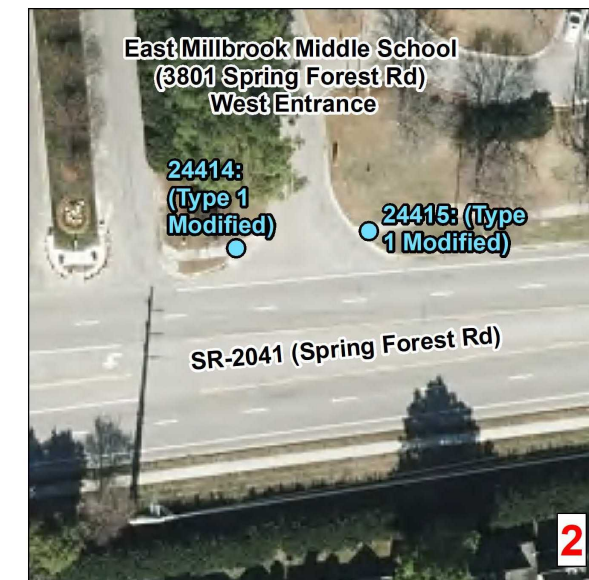 East Millbrook Middle School
(3801 Spring Forest Rd)
West Entrance
24414:
(Type 1
Modified)
24415: (Type
1 Modified)
SR-2041 (Spring Forest Rd)
2